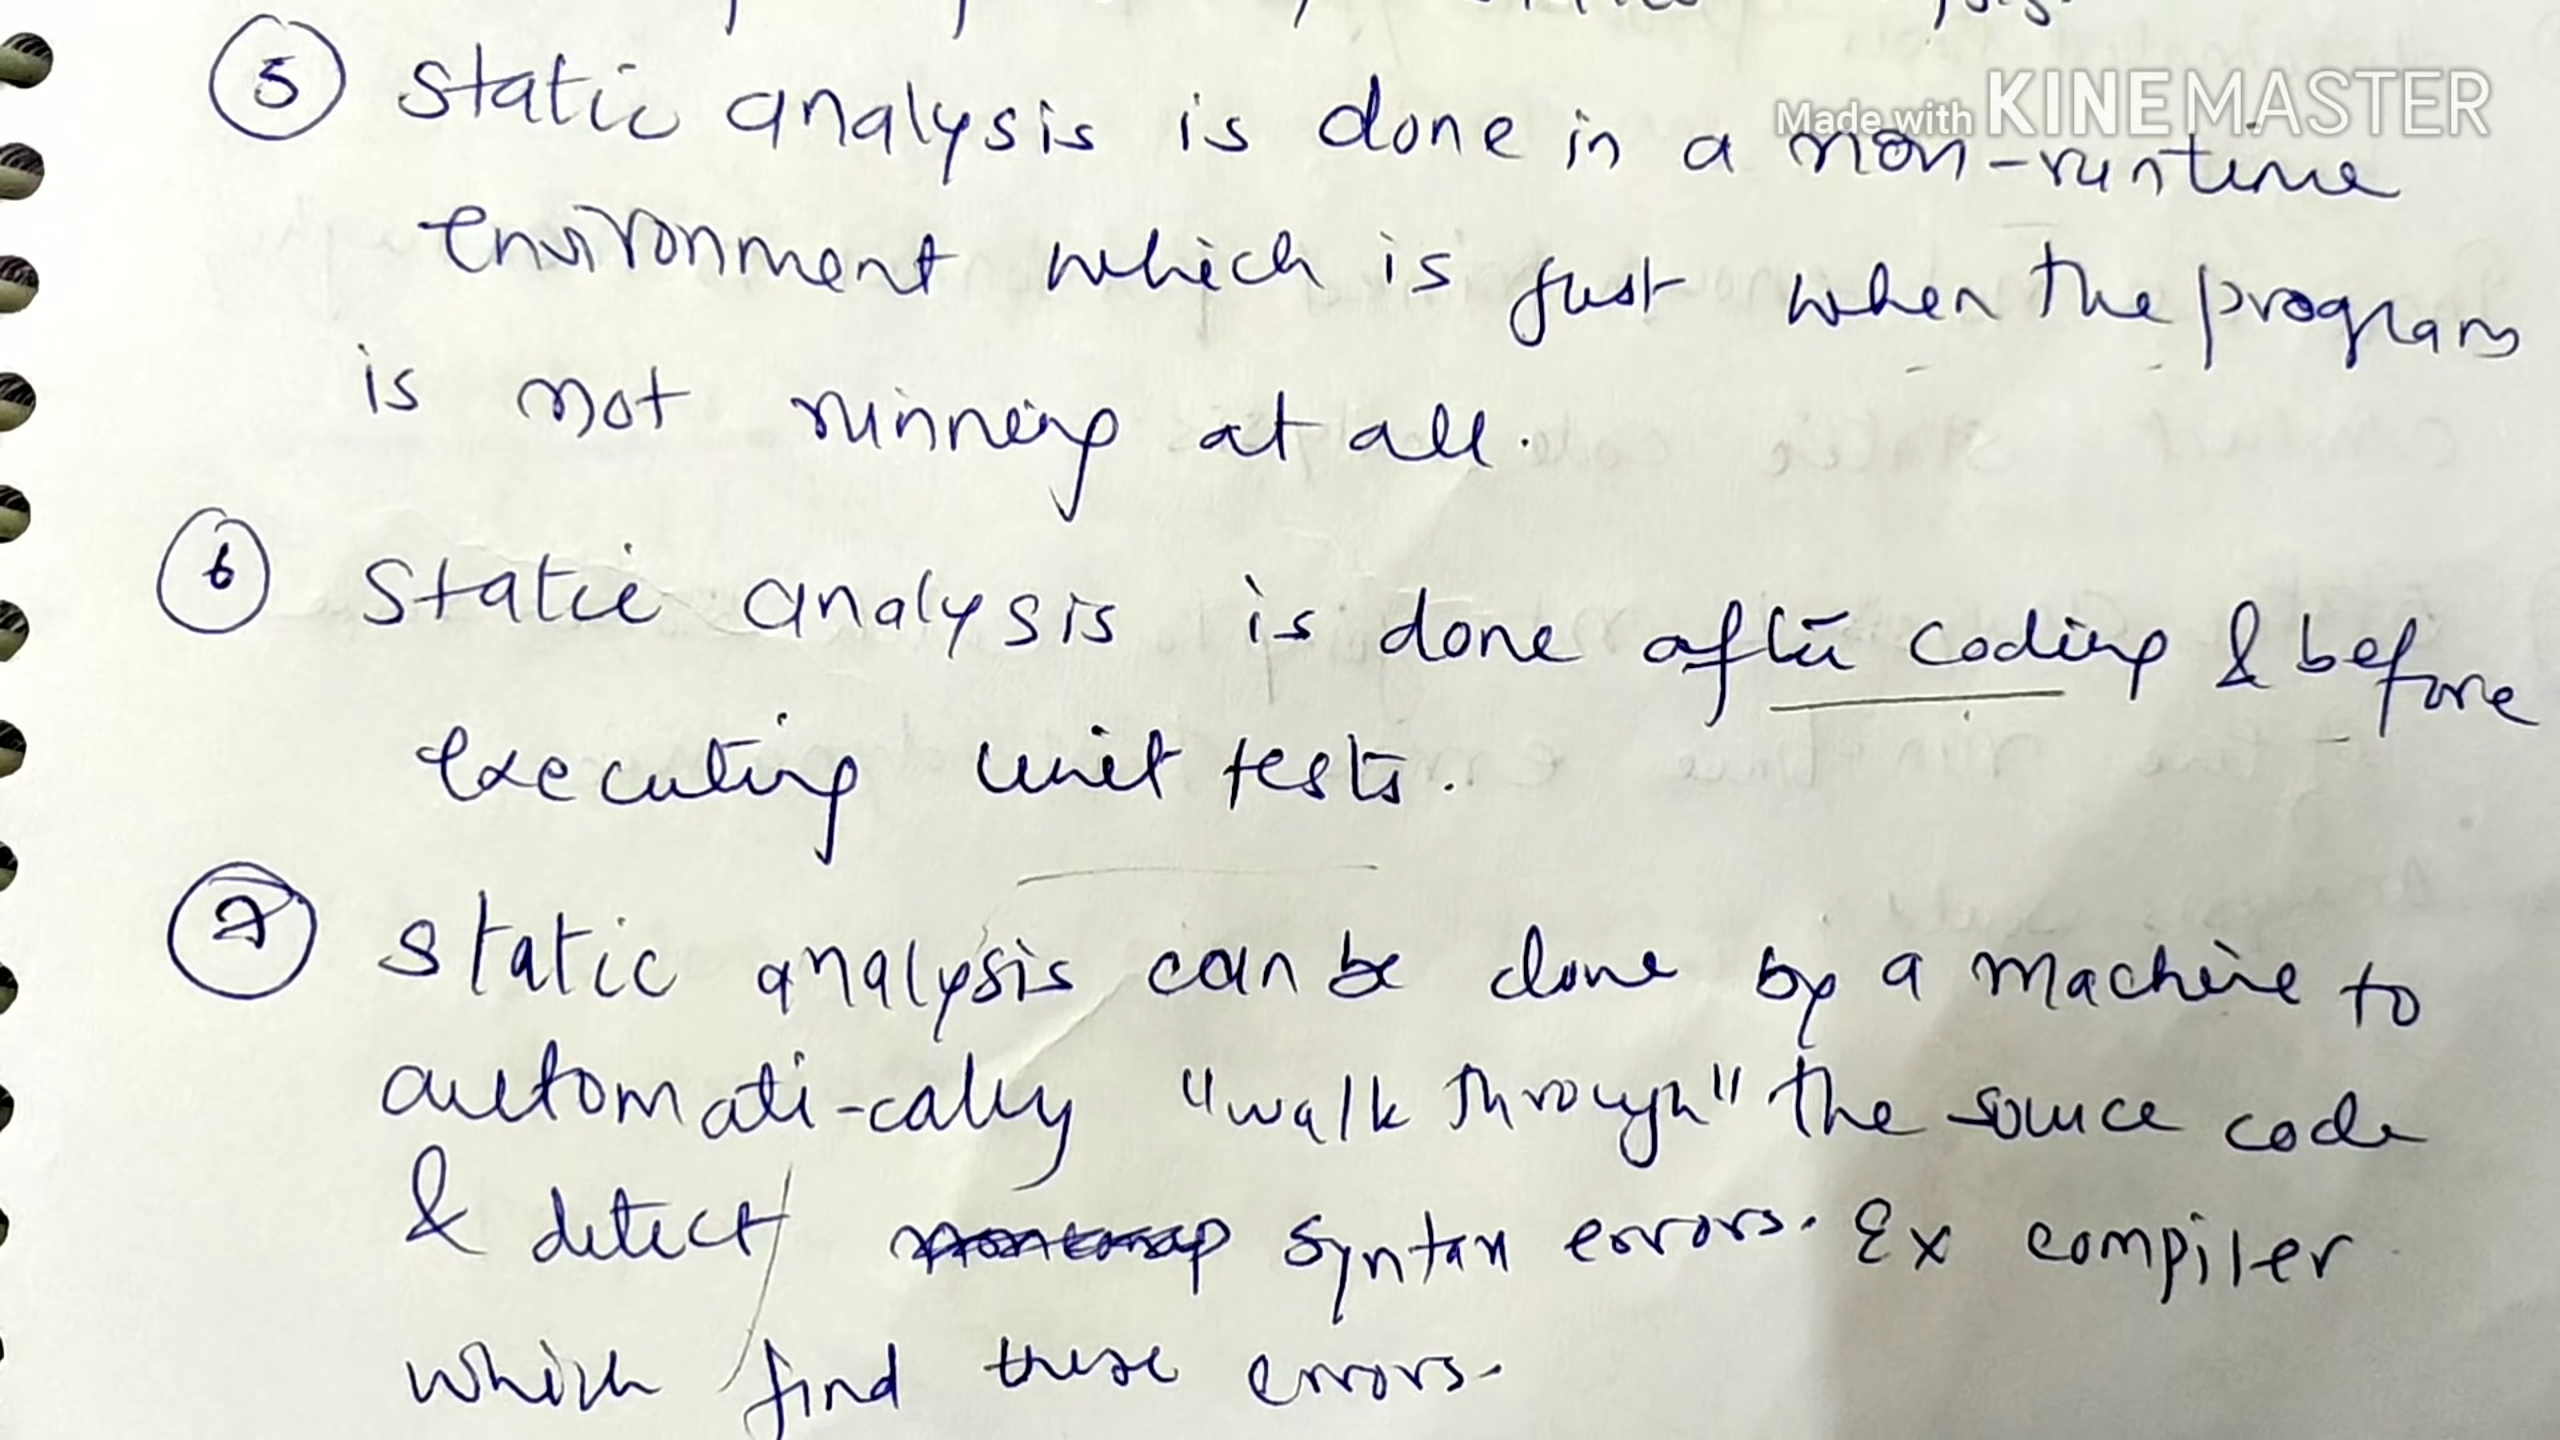 5 Static analysis is done in a non-runtime
Made with KINEMASTER
environment which is just when the program
is not running at all.
6 Static analysis is done after coding & before
executing unit tests.
7 Static analysis can be done by a machine to
automati-cally "walk through" the source code
& detect syntax errors. Ex compiler
which find these errors.